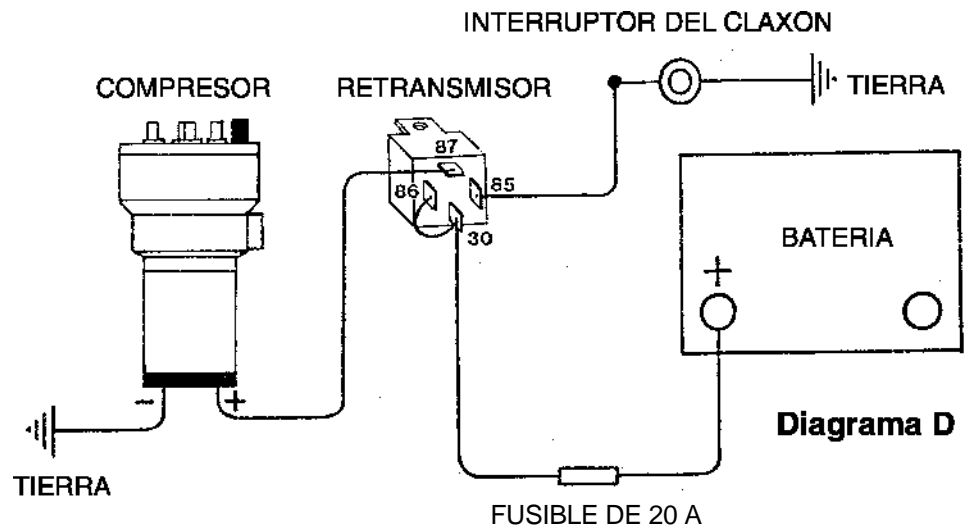 INTERRUPTOR DEL CLAXON
COMPRESOR
RETRANSMISOR
TIERRA
87
86
85
30
BATERIA
+
-
+
Diagrama D
TIERRA
FUSIBLE DE 20 A